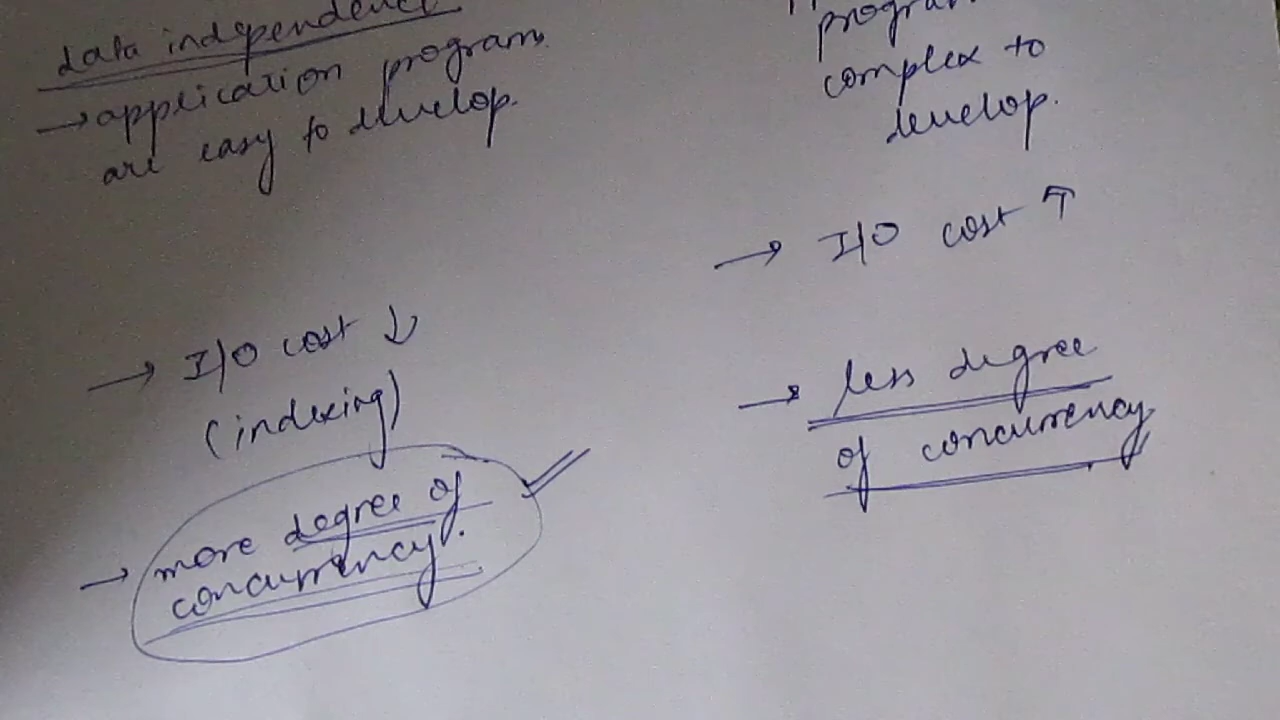 data independence
→ application programs
are easy to develop.
→ I/O cost ↓
(indexing)
→ more degree of
concurrency.
program
complex to
develop.
→ I/O cost ↑
→ less degree
of concurrency